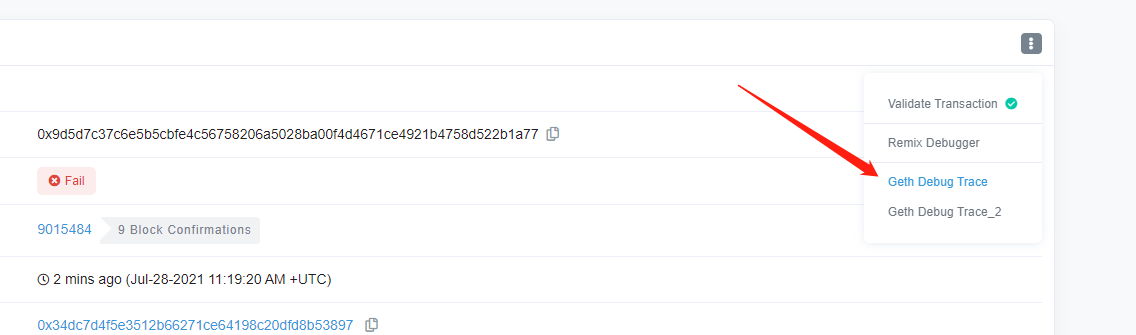 Validate Transaction
0x9d5d7c37c6e5b5cbfe4c56758206a5028ba00f4d4671ce4921b4758d522b1a77
Remix Debugger
Fail
Geth Debug Trace
Geth Debug Trace_2
9015484 9 Block Confirmations
2 mins ago (Jul-28-2021 11:19:20 AM +UTC)
0x34dc7d4f5e3512b66271ce64198c20dfd8b53897